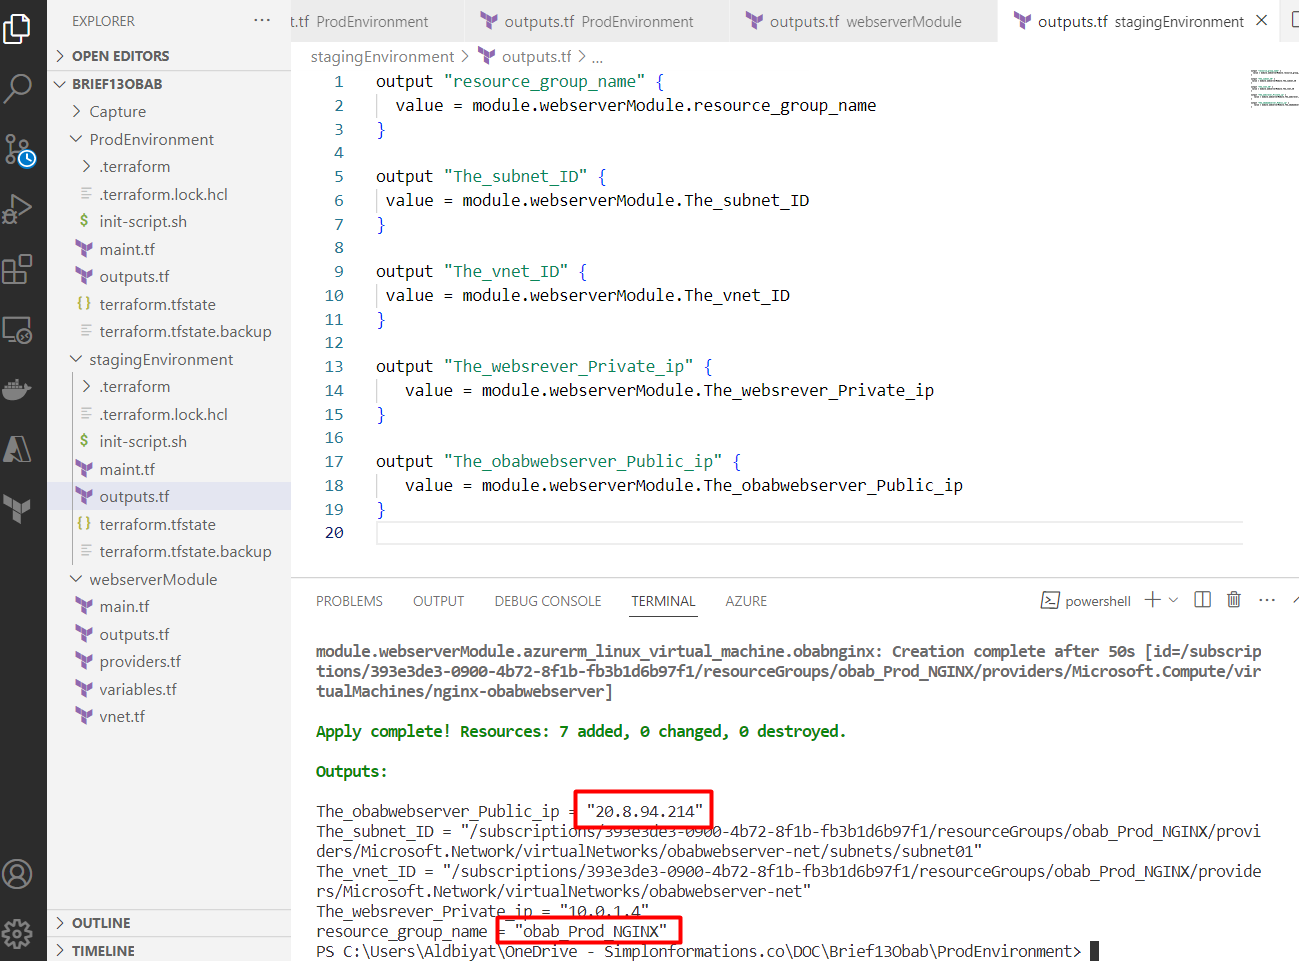 EXPLORER
...
OPEN EDITORS
BRIEF13OBAB
Capture
ProdEnvironment
.terraform
.terraform.lock.hcl
$ init-script.sh
maint.tf
outputs.tf
{} terraform.tfstate
terraform.tfstate.backup
stagingEnvironment
.terraform
.terraform.lock.hcl
$ init-script.sh
maint.tf
outputs.tf
{} terraform.tfstate
terraform.tfstate.backup
webserverModule
main.tf
outputs.tf
providers.tf
variables.tf
vnet.tf
OUTLINE
TIMELINE
t.tf ProdEnvironment
outputs.tf ProdEnvironment
outputs.tf webserverModule
outputs.tf stagingEnvironment
stagingEnvironment > outputs.tf > ...
1 output "resource_group_name" {
2 value = module.webserverModule.resource_group_name
3 }
4
5 output "The_subnet_ID" {
6 value = module.webserverModule.The_subnet_ID
7 }
8
9 output "The_vnet_ID" {
10 value = module.webserverModule.The_vnet_ID
11 }
12
13 output "The_websrever_Private_ip" {
14 value = module.webserverModule.The_websrever_Private_ip
15 }
16
17 output "The_obabwebserver_Public_ip" {
18 value = module.webserverModule.The_obabwebserver_Public_ip
19 }
20
PROBLEMS OUTPUT DEBUG CONSOLE TERMINAL AZURE
powershell
module.webserverModule.azurerm_linux_virtual_machine.obabnginx: Creation complete after 50s [id=/subscrip
tions/393e3de3-0900-4b72-8f1b-fb3b1d6b97f1/resourceGroups/obab_Prod_NGINX/providers/Microsoft.Compute/vir
tualMachines/nginx-obabwebserver]
Apply complete! Resources: 7 added, 0 changed, 0 destroyed.
Outputs:
The_obabwebserver_Public_ip = "20.8.94.214"
The_subnet_ID = "/subscriptions/393e3de3-0900-4b72-8f1b-fb3b1d6b97f1/resourceGroups/obab_Prod_NGINX/provi
ders/Microsoft.Network/virtualNetworks/obabwebserver-net/subnets/subnet01"
The_vnet_ID = "/subscriptions/393e3de3-0900-4b72-8f1b-fb3b1d6b97f1/resourceGroups/obab_Prod_NGINX/provide
rs/Microsoft.Network/virtualNetworks/obabwebserver-net"
The_websrever_Private_ip = "10.0.1.4"
resource_group_name = "obab_Prod_NGINX"
PS C:\Users\Aldbiyat\OneDrive - Simplonformations.co\DOC\Brief13Obab\ProdEnvironment>